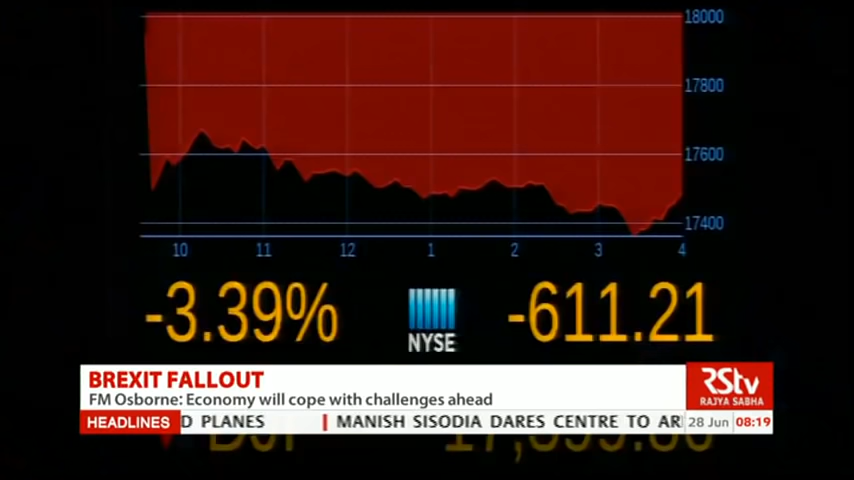 18000
17800
17600
17400
10 11 12 1 2 3 4
-3.39% NYSE -611.21
BREXIT FALLOUT
FM Osborne: Economy will cope with challenges ahead
RSTV
RAJYA SABHA
HEADLINES D PLANES | MANISH SISODIA DARES CENTRE TO AR 28 Jun 08:19